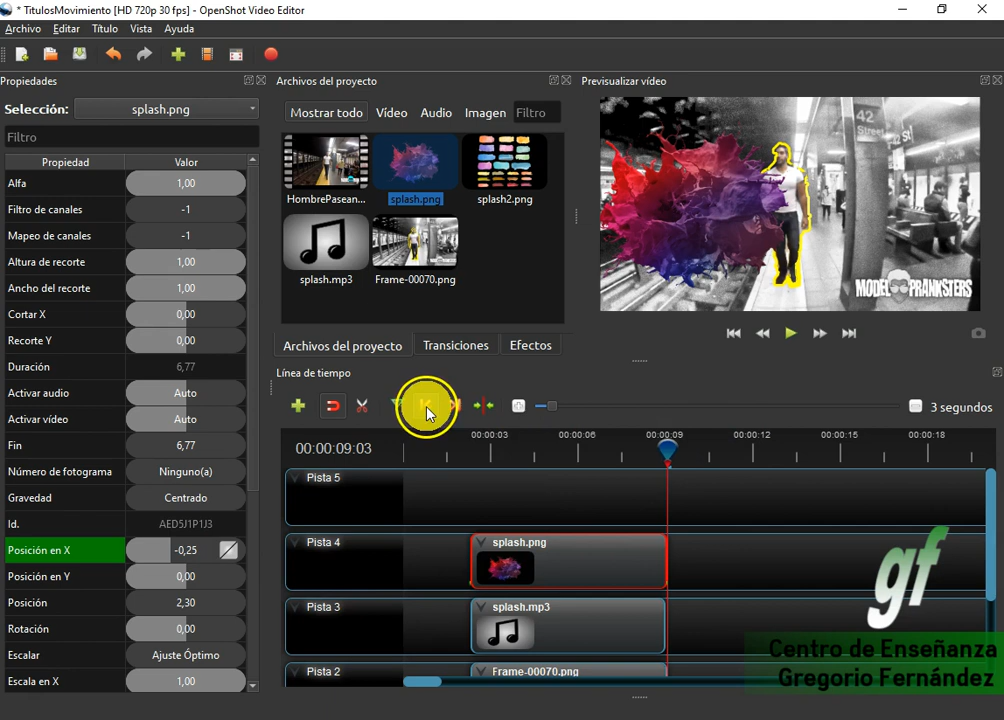 * TitulosMovimiento [HD 720p 30 fps] - OpenShot Video Editor
Archivo Editar Título Vista Ayuda
Propiedades
Selección: splash.png
Filtro
Propiedad Valor
Alfa 1,00
Filtro de canales -1
Mapeo de canales -1
Altura de recorte 1,00
Ancho del recorte 1,00
Cortar X 0,00
Recorte Y 0,00
Duración 6,77
Activar audio Auto
Activar vídeo Auto
Fin 6,77
Número de fotograma Ninguno(a)
Gravedad Centrado
Id. AED5J1P1J3
Posición en X -0,25
Posición en Y 0,00
Posición 2,30
Rotación 0,00
Escalar Ajuste Óptimo
Escala en X 1,00
Archivos del proyecto
Mostrar todo Vídeo Audio Imagen Filtro
HombrePasean... splash.png splash2.png
splash.mp3 Frame-00070.png
Archivos del proyecto Transiciones Efectos
Previsualizar vídeo
42
Street
42 St
MODEL PRANKSTERS
Línea de tiempo
3 segundos
00:00:09:03
00:00:03 00:00:06 00:00:09 00:00:12 00:00:15 00:00:18
Pista 5
Pista 4 splash.png
Pista 3 splash.mp3
Pista 2 Frame-00070.png
gf
Centro de Enseñanza
Gregorio Fernández